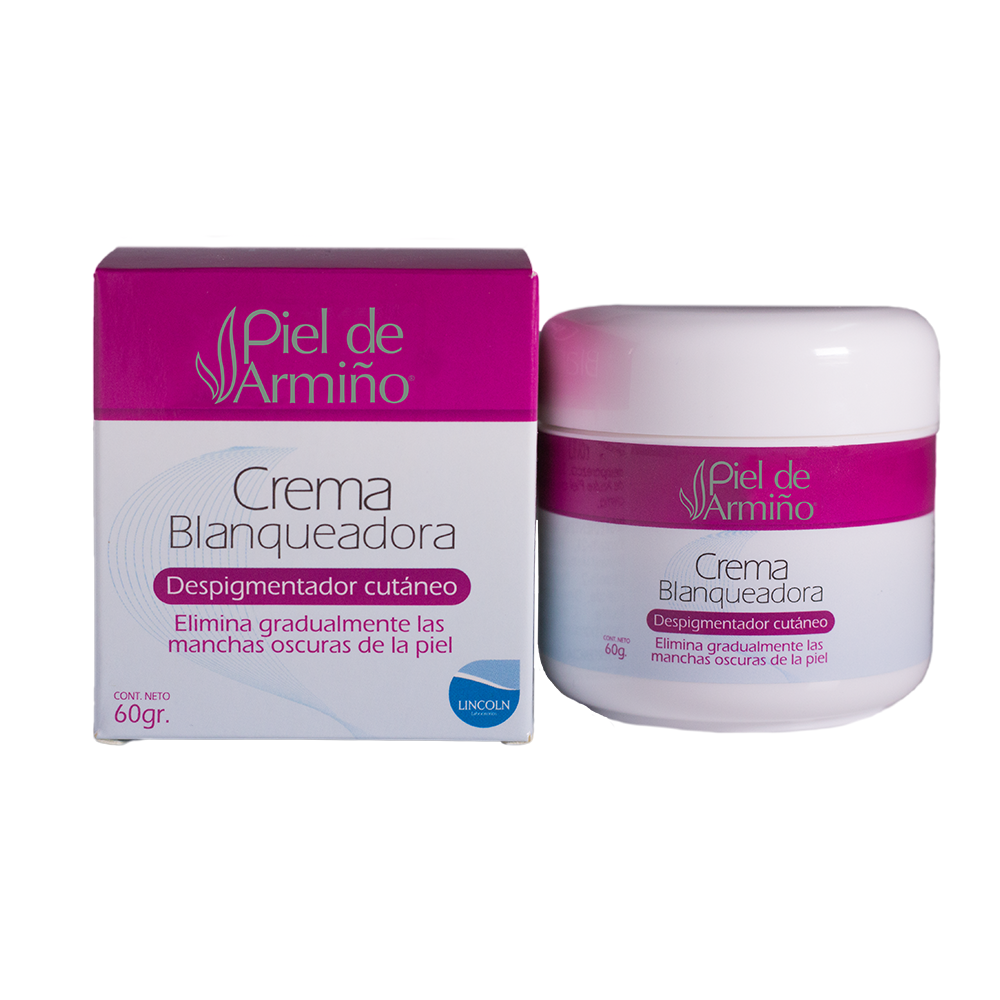 Piel de
Armiño®
Crema
Blanqueadora
Despigmentador cutáneo
Elimina gradualmente las
manchas oscuras de la piel
CONT. NETO
60gr.
LINCOLN
Laboratorios
Piel de
Armiño®
Crema
Blanqueadora
Despigmentador cutáneo
CONT. NETO
60g.
Elimina gradualmente las
manchas oscuras de la piel